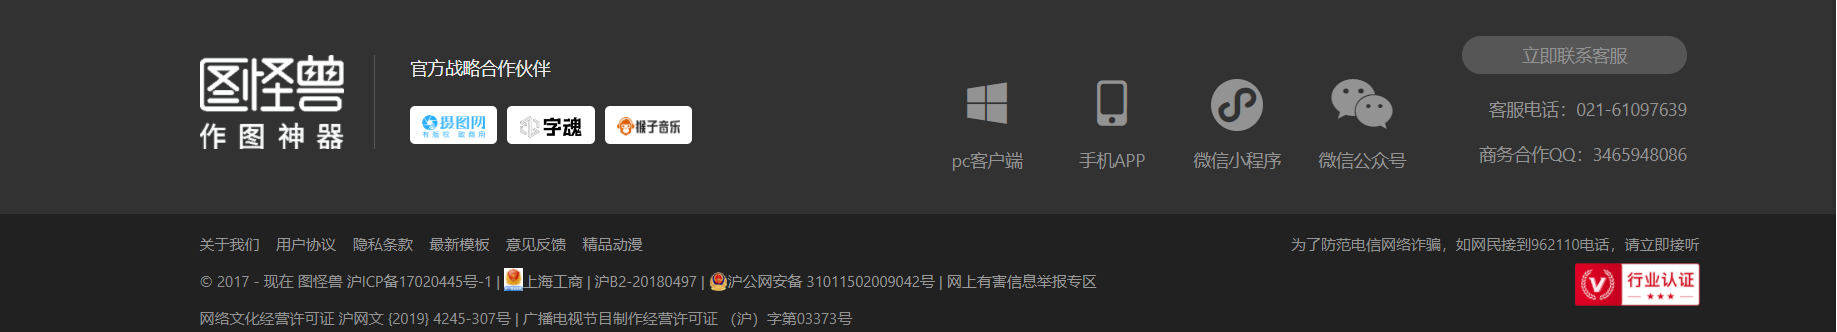 图怪兽
作图神器
官方战略合作伙伴
摄图网
有版权 敢商用
字魂
猴子音乐
pc客户端
手机APP
微信小程序
微信公众号
立即联系客服
客服电话：021-61097639
商务合作QQ：3465948086
关于我们 用户协议 隐私条款 最新模板 意见反馈 精品动漫
© 2017 - 现在 图怪兽 沪ICP备17020445号-1 | 上海工商 | 沪B2-20180497 | 沪公网安备 31011502009042号 | 网上有害信息举报专区
网络文化经营许可证 沪网文 {2019} 4245-307号 | 广播电视节目制作经营许可证 （沪）字第03373号
为了防范电信网络诈骗，如网民接到962110电话，请立即接听
V 行业认证